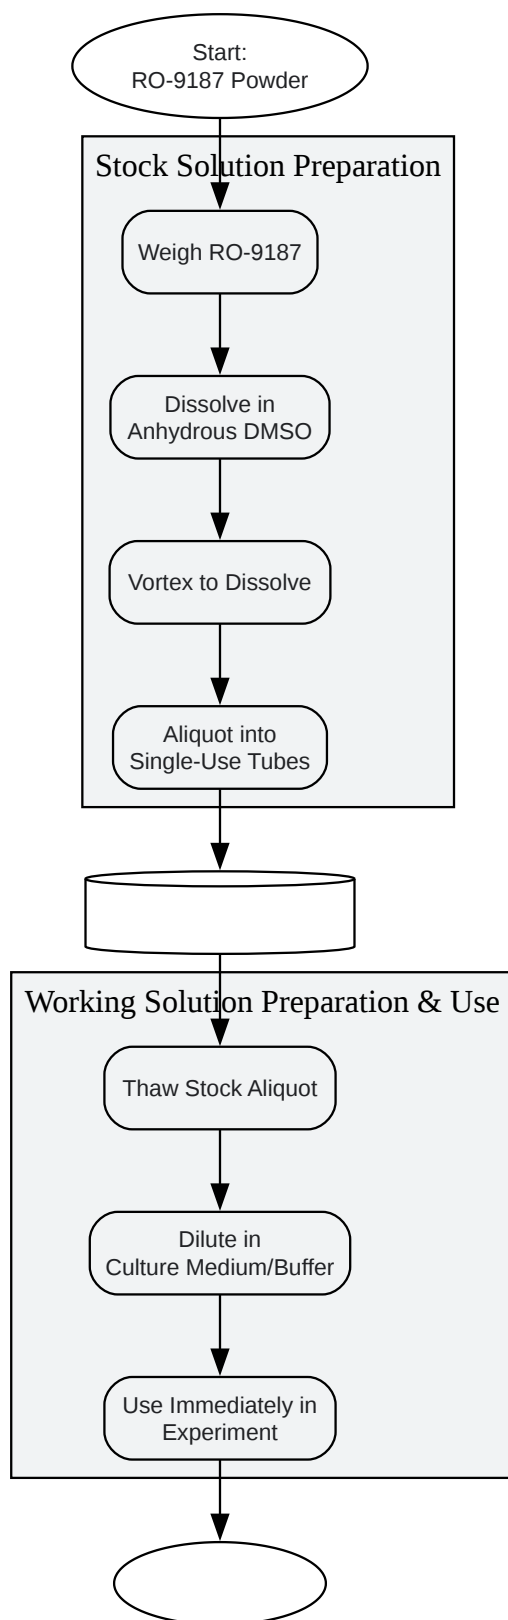 Start:
RO-9187 Powder
Stock Solution Preparation
Weigh RO-9187
Dissolve in
Anhydrous DMSO
Vortex to Dissolve
Aliquot into
Single-Use Tubes
Working Solution Preparation & Use
Thaw Stock Aliquot
Dilute in
Culture Medium/Buffer
Use Immediately in
Experiment